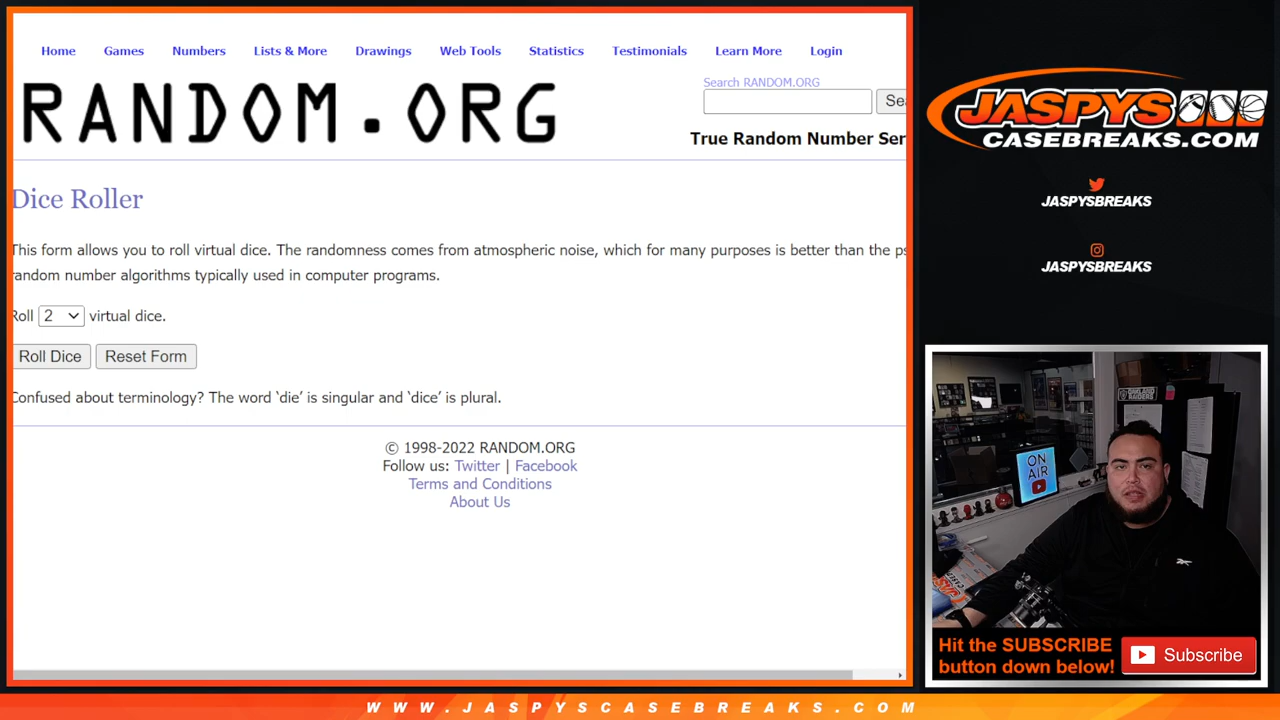 Home Games Numbers Lists & More Drawings Web Tools Statistics Testimonials Learn More Login
RANDOM.ORG
Search RANDOM.ORG
Sea
True Random Number Ser
Dice Roller
This form allows you to roll virtual dice. The randomness comes from atmospheric noise, which for many purposes is better than the ps
random number algorithms typically used in computer programs.
Roll 2 virtual dice.
Roll Dice Reset Form
Confused about terminology? The word ‘die’ is singular and ‘dice’ is plural.
© 1998-2022 RANDOM.ORG
Follow us: Twitter | Facebook
Terms and Conditions
About Us
JASPYS
CASEBREAKS.COM
JASPYSBREAKS
JASPYSBREAKS
OAKLAND
RAIDERS
ON
AIR
Hit the SUBSCRIBE
button down below!
Subscribe
WWW.JASPYSCASEBREAKS.COM